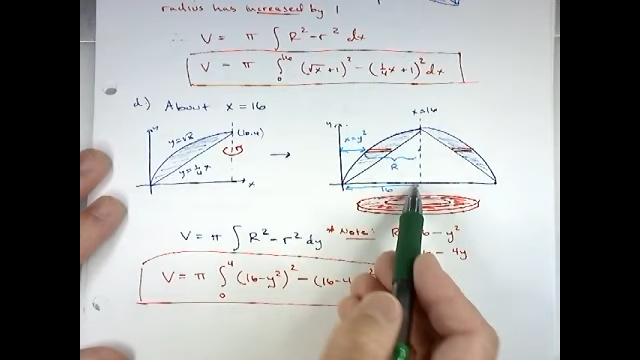 radius has increased by 1
∴ V = π ∫ R² - r² dx
V = π ∫₀¹⁶ (√x + 1)² - (¼x + 1)² dx
d) About x = 16
y
y = √x
(16,4)
y = ¼x
x
→
x = 16
y
x = y²
R
16
V = π ∫ R² - r² dy
* Note: R - y²
- 4y
V = π ∫₀⁴ (16 - y²)² - (16 - 4